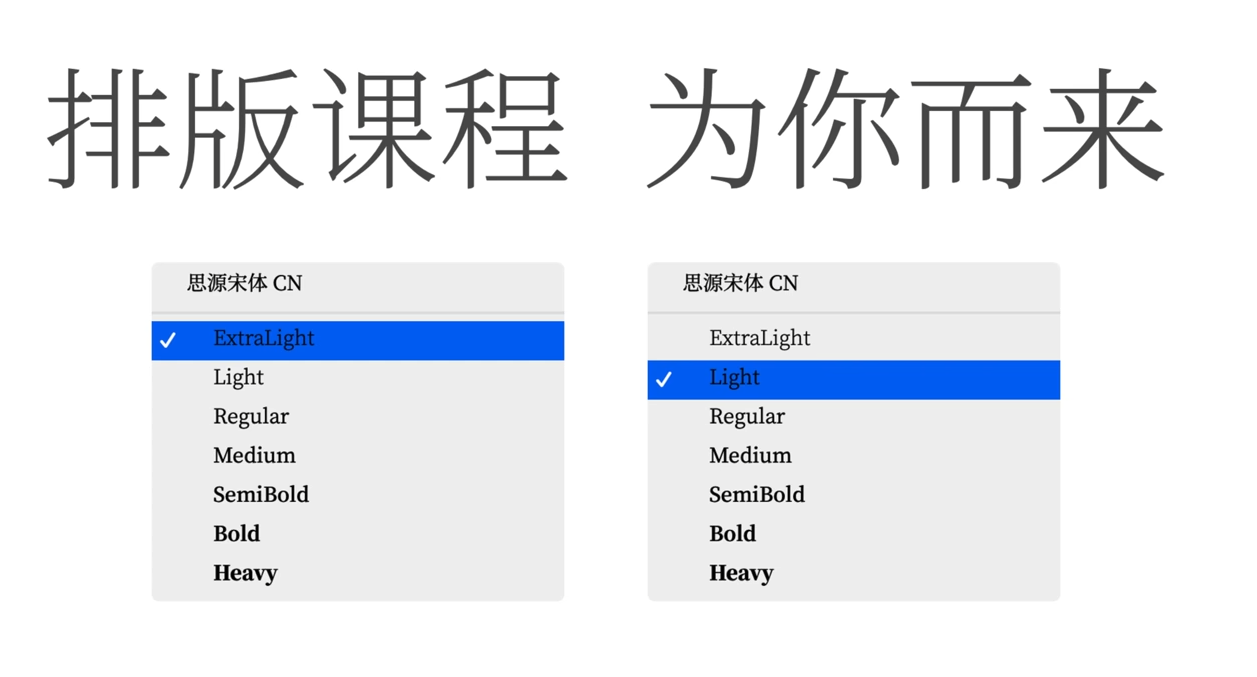 排版课程 为你而来
思源宋体 CN
ExtraLight
Light
Regular
Medium
SemiBold
Bold
Heavy
思源宋体 CN
ExtraLight
Light
Regular
Medium
SemiBold
Bold
Heavy